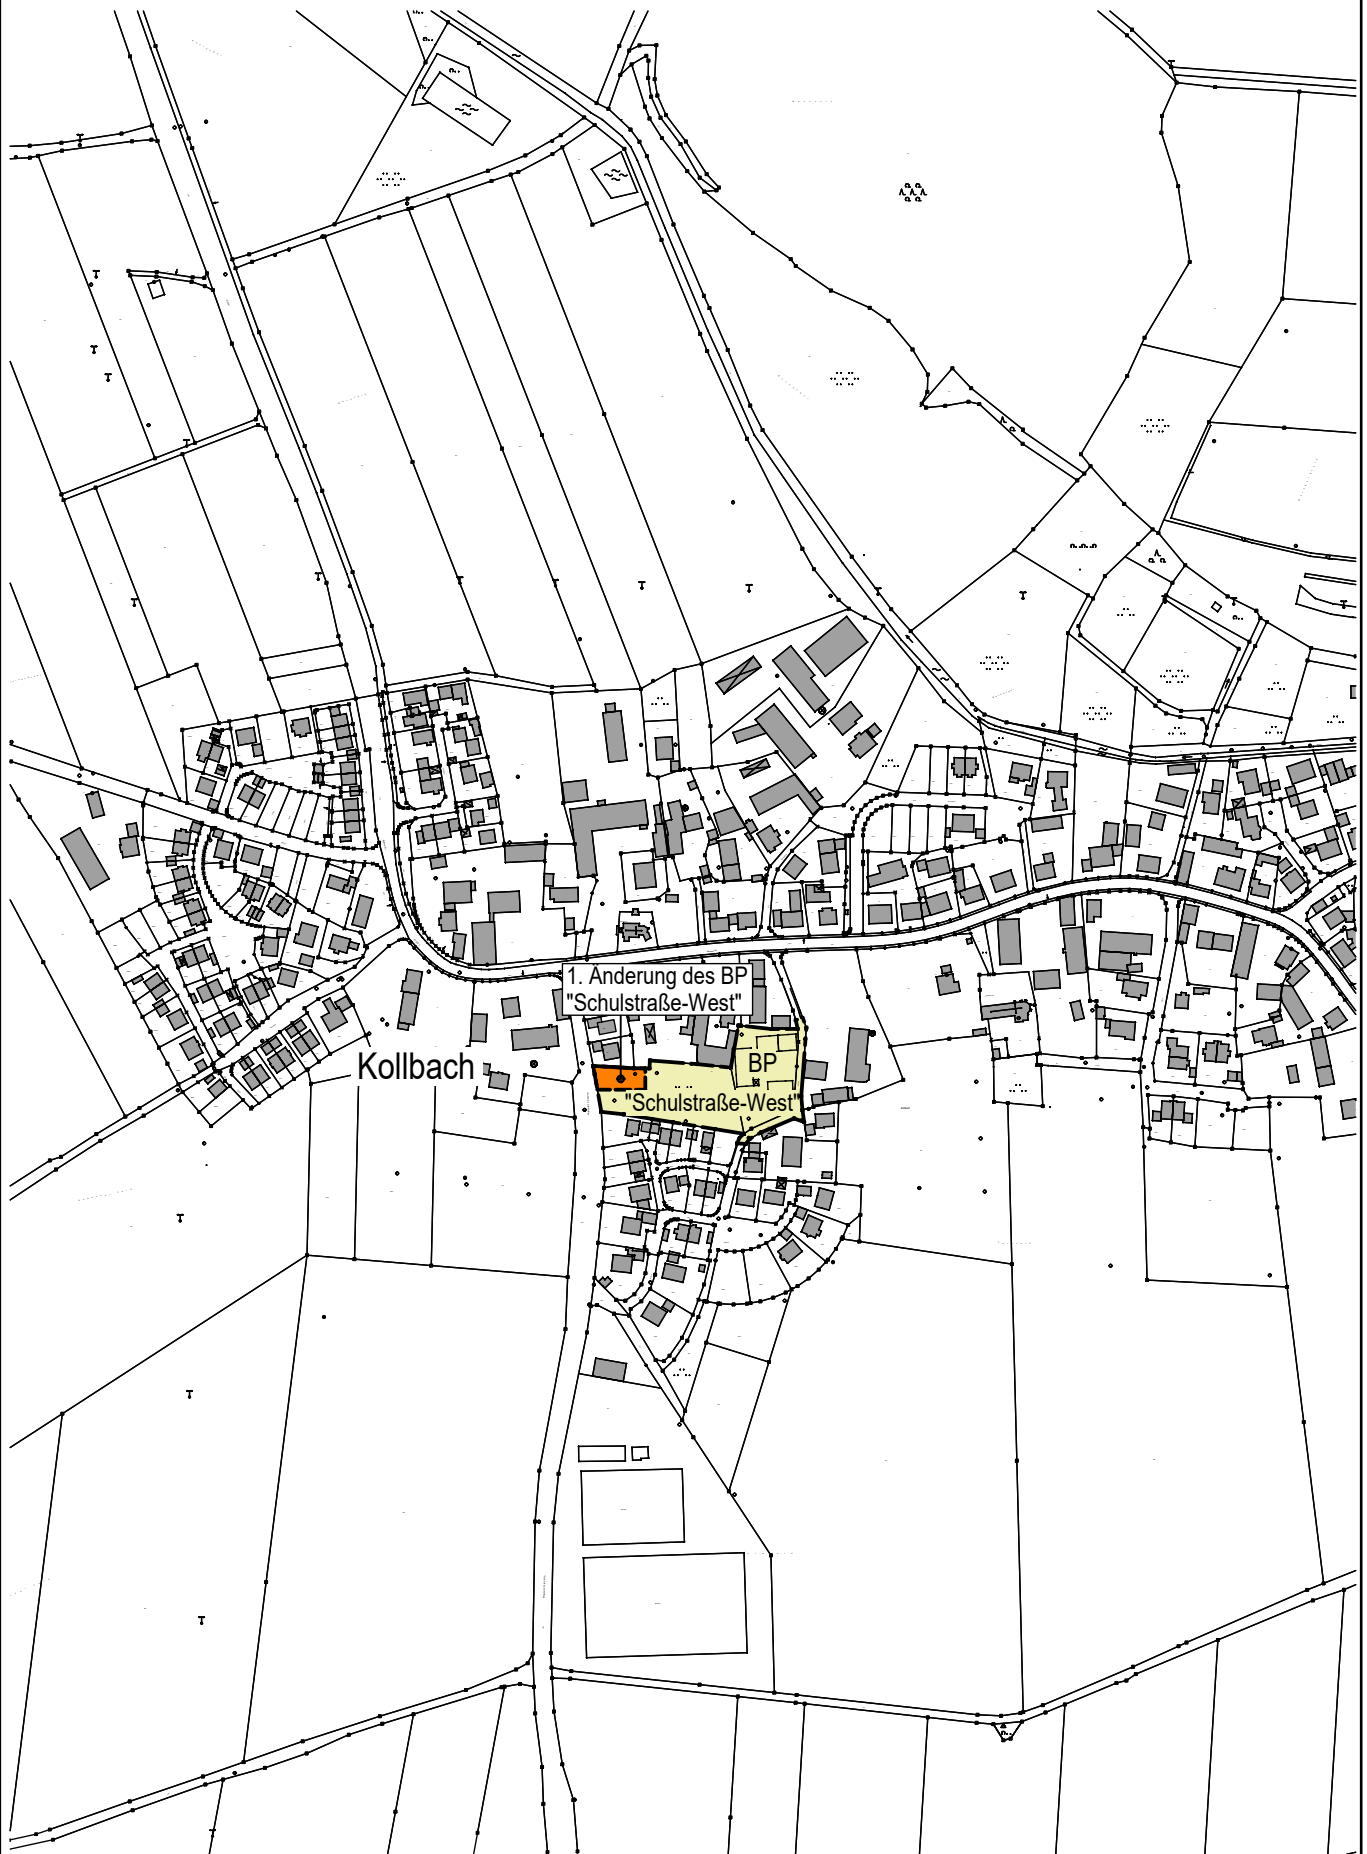 1. Änderung des BP
"Schulstraße-West"
Kollbach
BP
"Schulstraße-West"